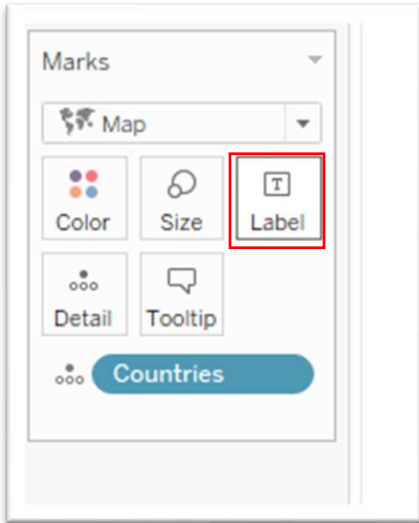 Marks
Map
Color Size T Label
Detail Tooltip
Countries